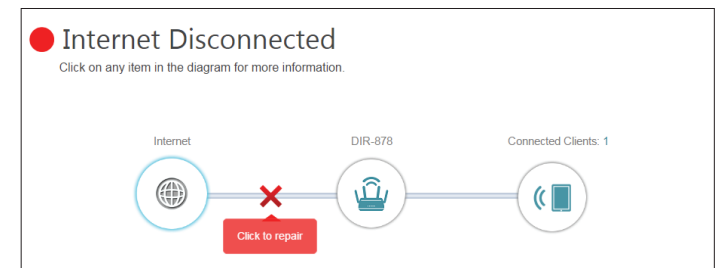 Internet Disconnected
Click on any item in the diagram for more information.
Internet
DIR-878
Connected Clients: 1
Click to repair